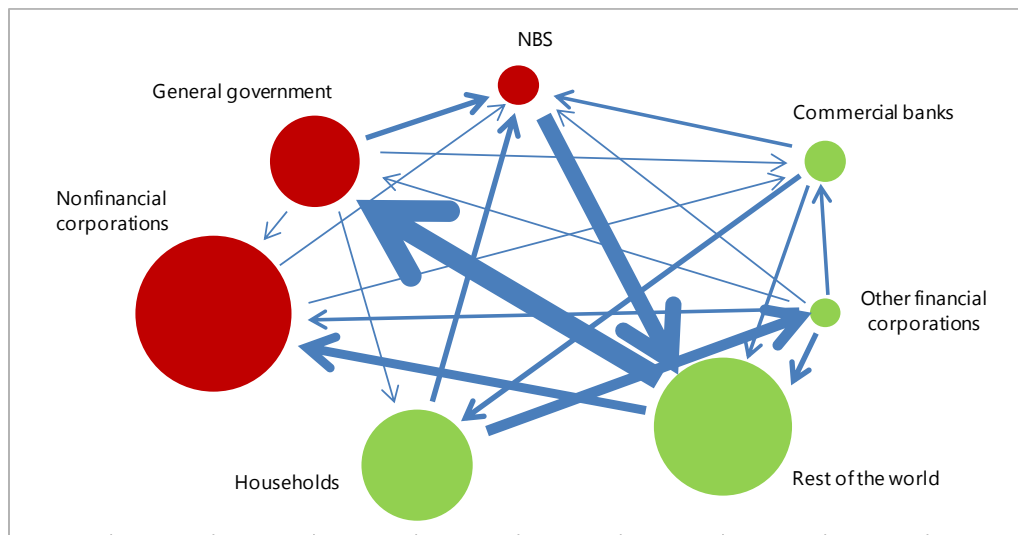 NBS
General government
Commercial banks
Nonfinancial
corporations
Other financial
corporations
Households
Rest of the world